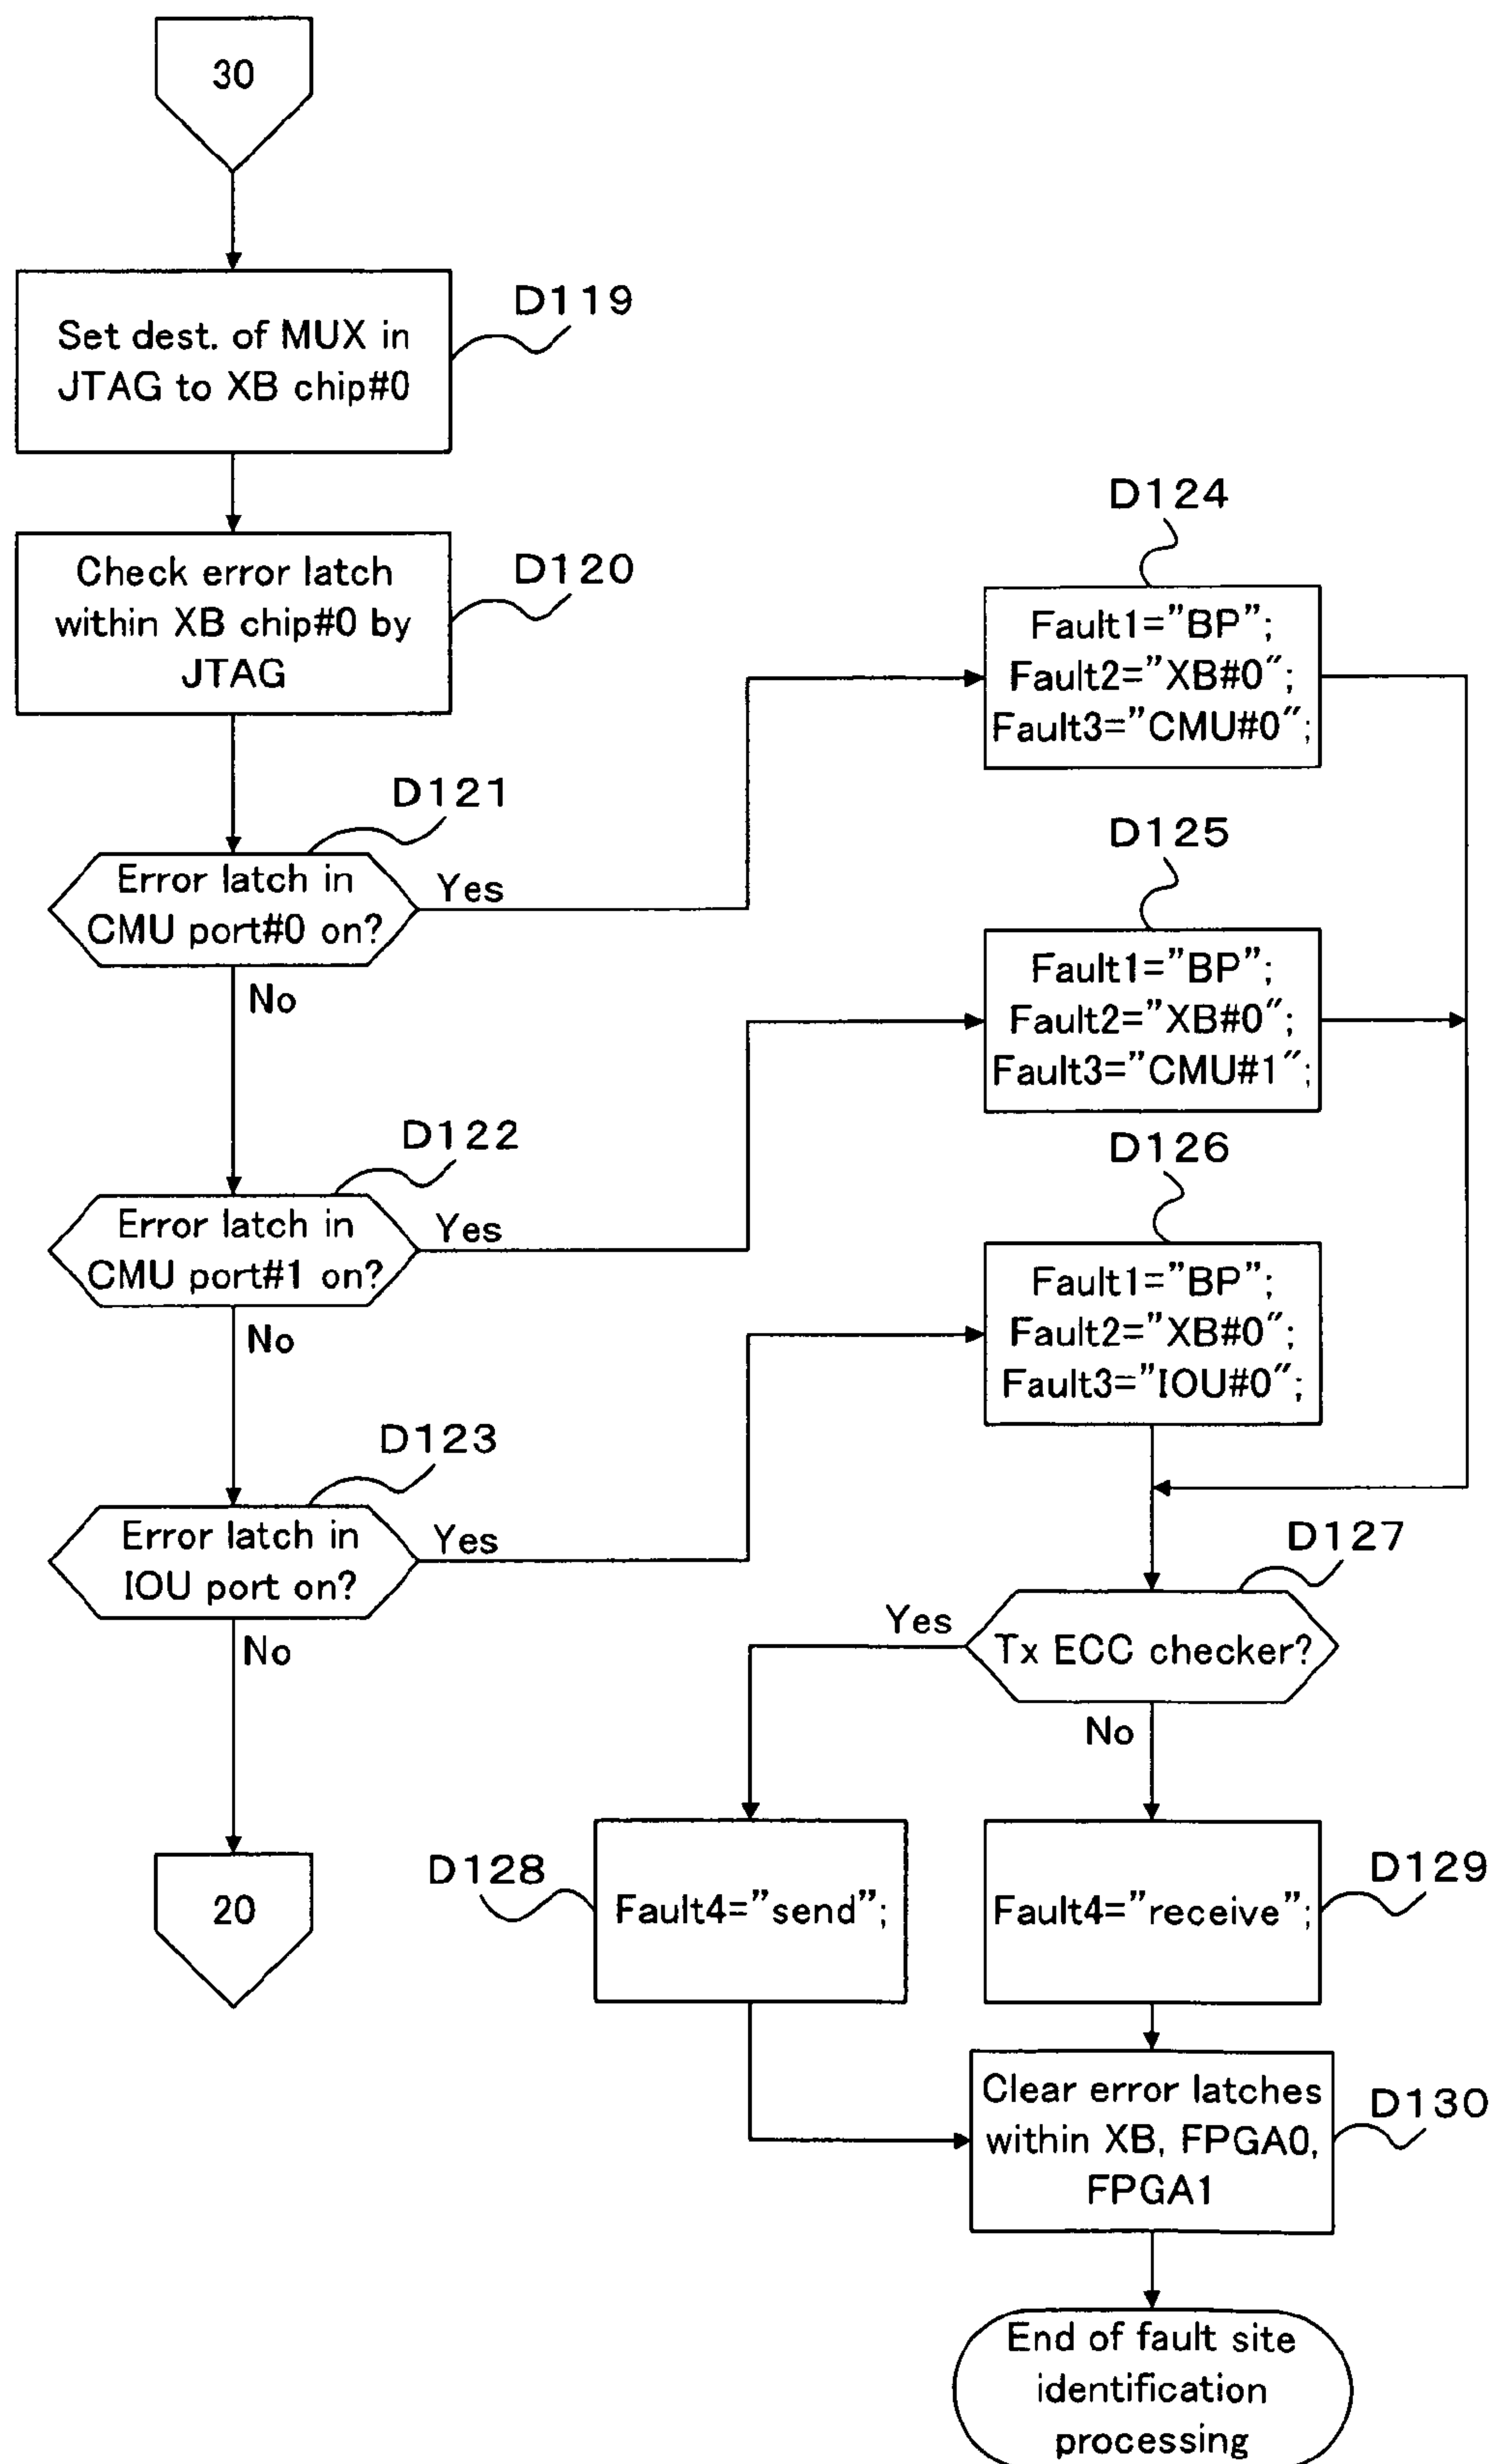 30
Set dest. of MUX in
JTAG to XB chip#0
D119
Check error latch
within XB chip#0 by
JTAG
D120
D121
Error latch in
CMU port#0 on?
Yes
No
D124
Fault1="BP";
Fault2="XB#0";
Fault3="CMU#0";
D122
Error latch in
CMU port#1 on?
Yes
No
D125
Fault1="BP";
Fault2="XB#0";
Fault3="CMU#1";
D123
Error latch in
IOU port on?
Yes
No
D126
Fault1="BP";
Fault2="XB#0";
Fault3="IOU#0";
20
D127
Tx ECC checker?
Yes
No
D128
Fault4="send";
Fault4="receive";
D129
Clear error latches
within XB, FPGA0,
FPGA1
D130
End of fault site
identification
processing